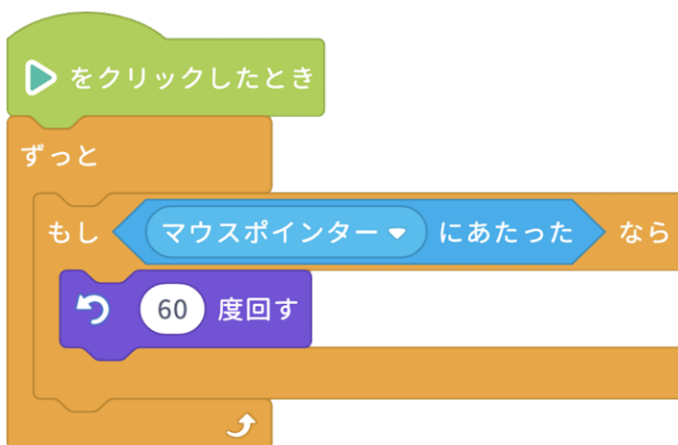 をクリックしたとき
ずっと
もし マウスポインター にあたった なら
60 度回す